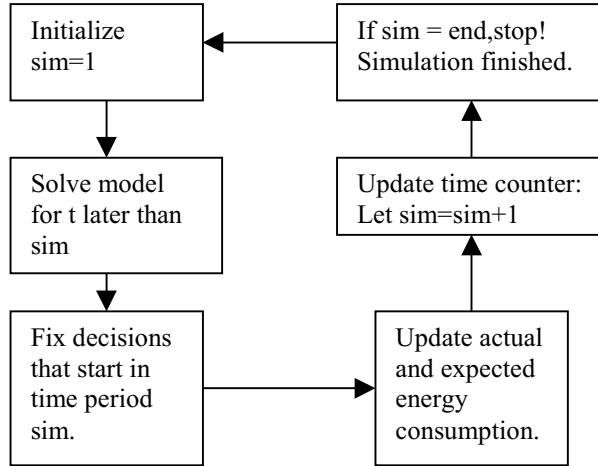 Initialize
sim=1
Solve model
for t later than
sim
Fix decisions
that start in
time period
sim.
Update actual
and expected
energy
consumption.
Update time counter:
Let sim=sim+1
If sim = end,stop!
Simulation finished.